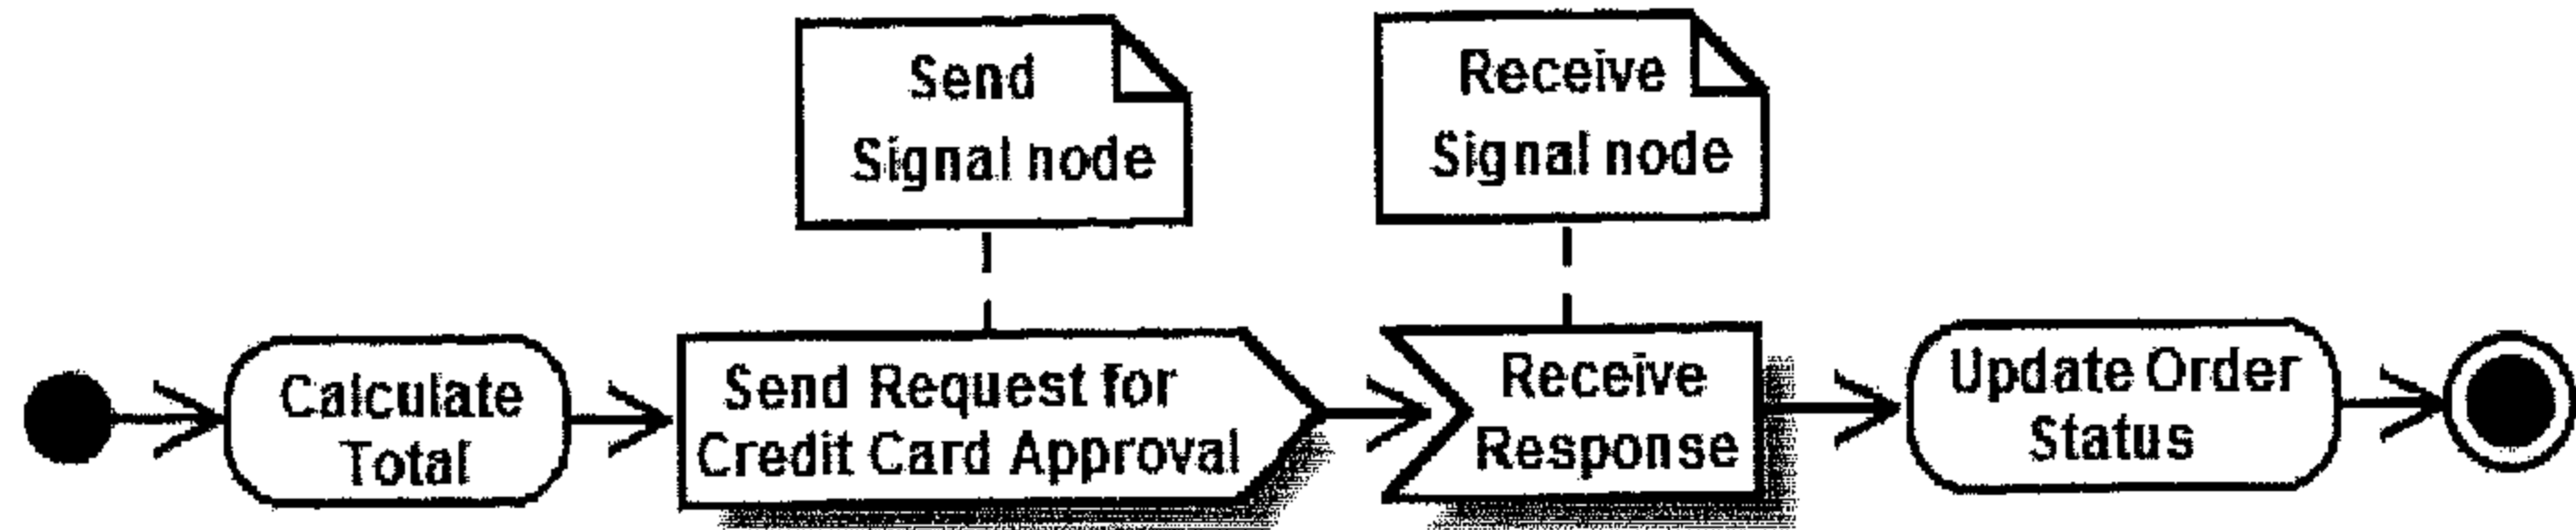 Send
Signal node
Receive
Signal node
Calculate
Total
Send Request for
Credit Card Approval
Receive
Response
Update Order
Status